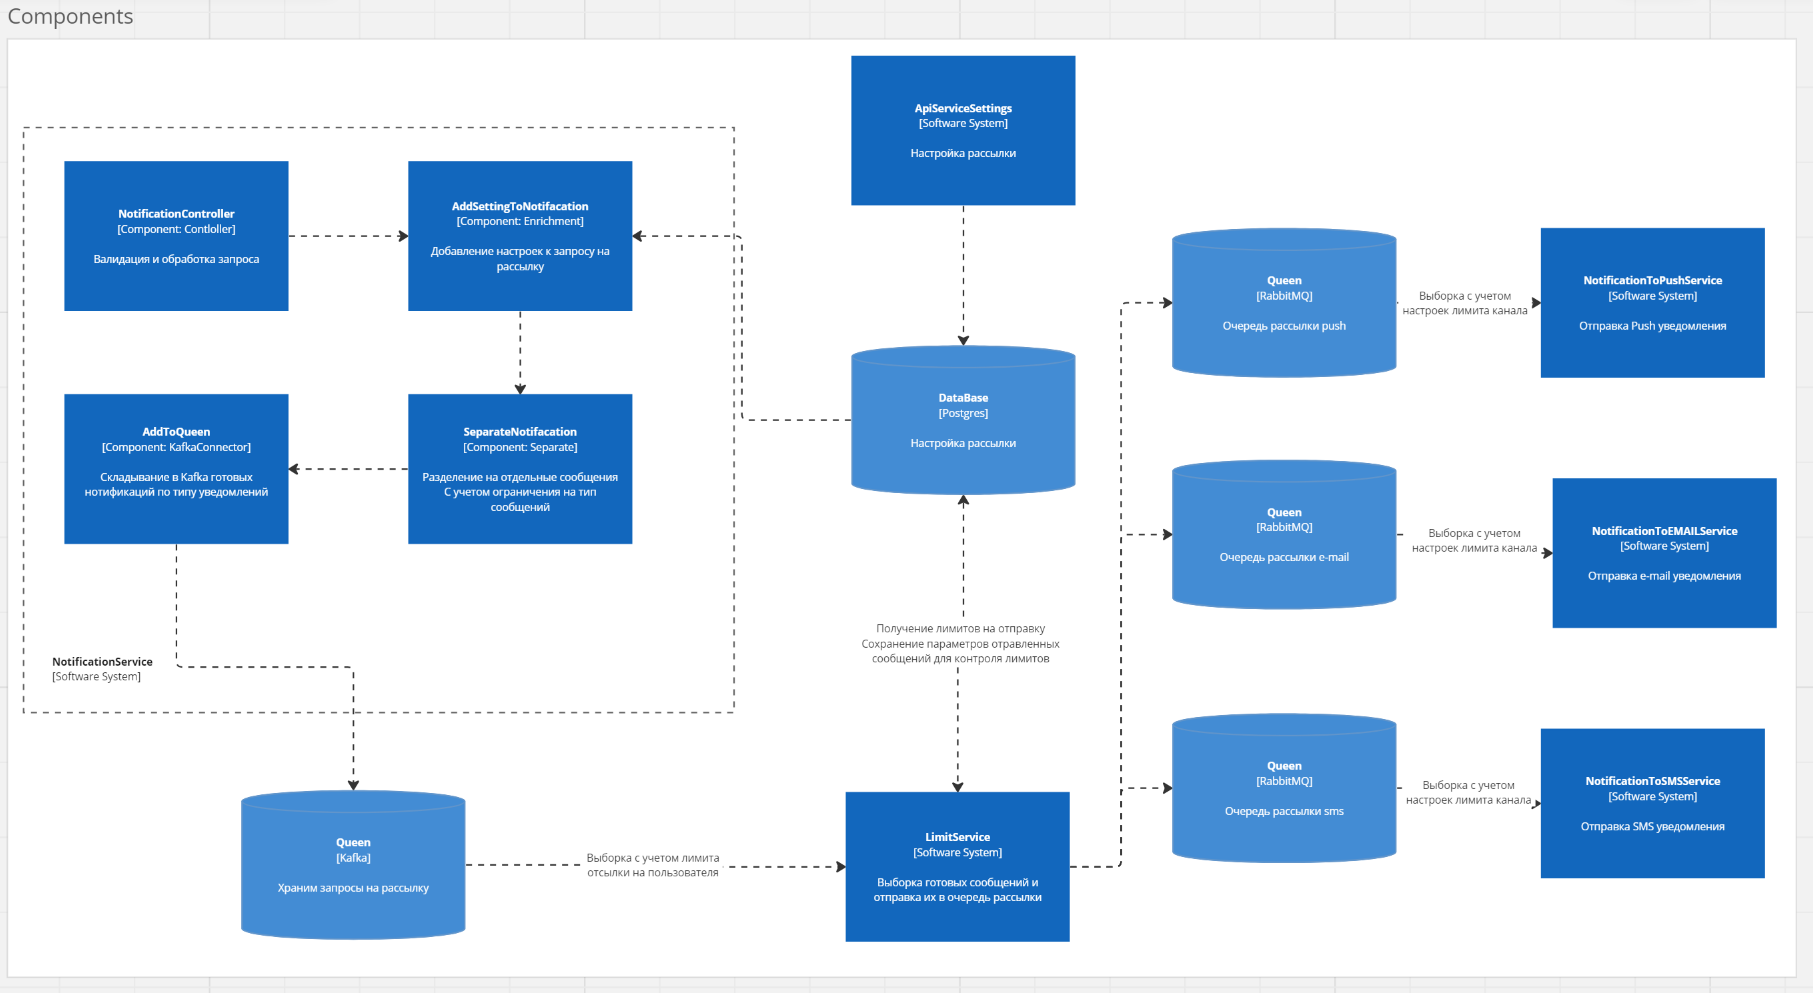 Components
ApiServiceSettings
[Software System]
Настройка рассылки
NotificationController
[Component: Contloller]
Валидация и обработка запроса
AddSettingToNotifacation
[Component: Enrichment]
Добавление настроек к запросу на
рассылку
AddToQueen
[Component: KafkaConnector]
Складывание в Kafka готовых
нотификаций по типу уведомлений
SeparateNotifacation
[Component: Separate]
Разделение на отдельные сообщения
С учетом ограничения на тип
сообщений
NotificationService
[Software System]
DataBase
[Postgres]
Настройка рассылки
Получение лимитов на отправку
Сохранение параметров отравленных
сообщений для контроля лимитов
Queen
[Kafka]
Храним запросы на рассылку
Выборка с учетом лимита
отсылки на пользователя
LimitService
[Software System]
Выборка готовых сообщений и
отправка их в очередь рассылки
Queen
[RabbitMQ]
Очередь рассылки push
Выборка с учетом
настроек лимита канала
NotificationToPushService
[Software System]
Отправка Push уведомления
Queen
[RabbitMQ]
Очередь рассылки e-mail
Выборка с учетом
настроек лимита канала
NotificationToEMAILService
[Software System]
Отправка e-mail уведомления
Queen
[RabbitMQ]
Очередь рассылки sms
Выборка с учетом
настроек лимита канала
NotificationToSMSService
[Software System]
Отправка SMS уведомления